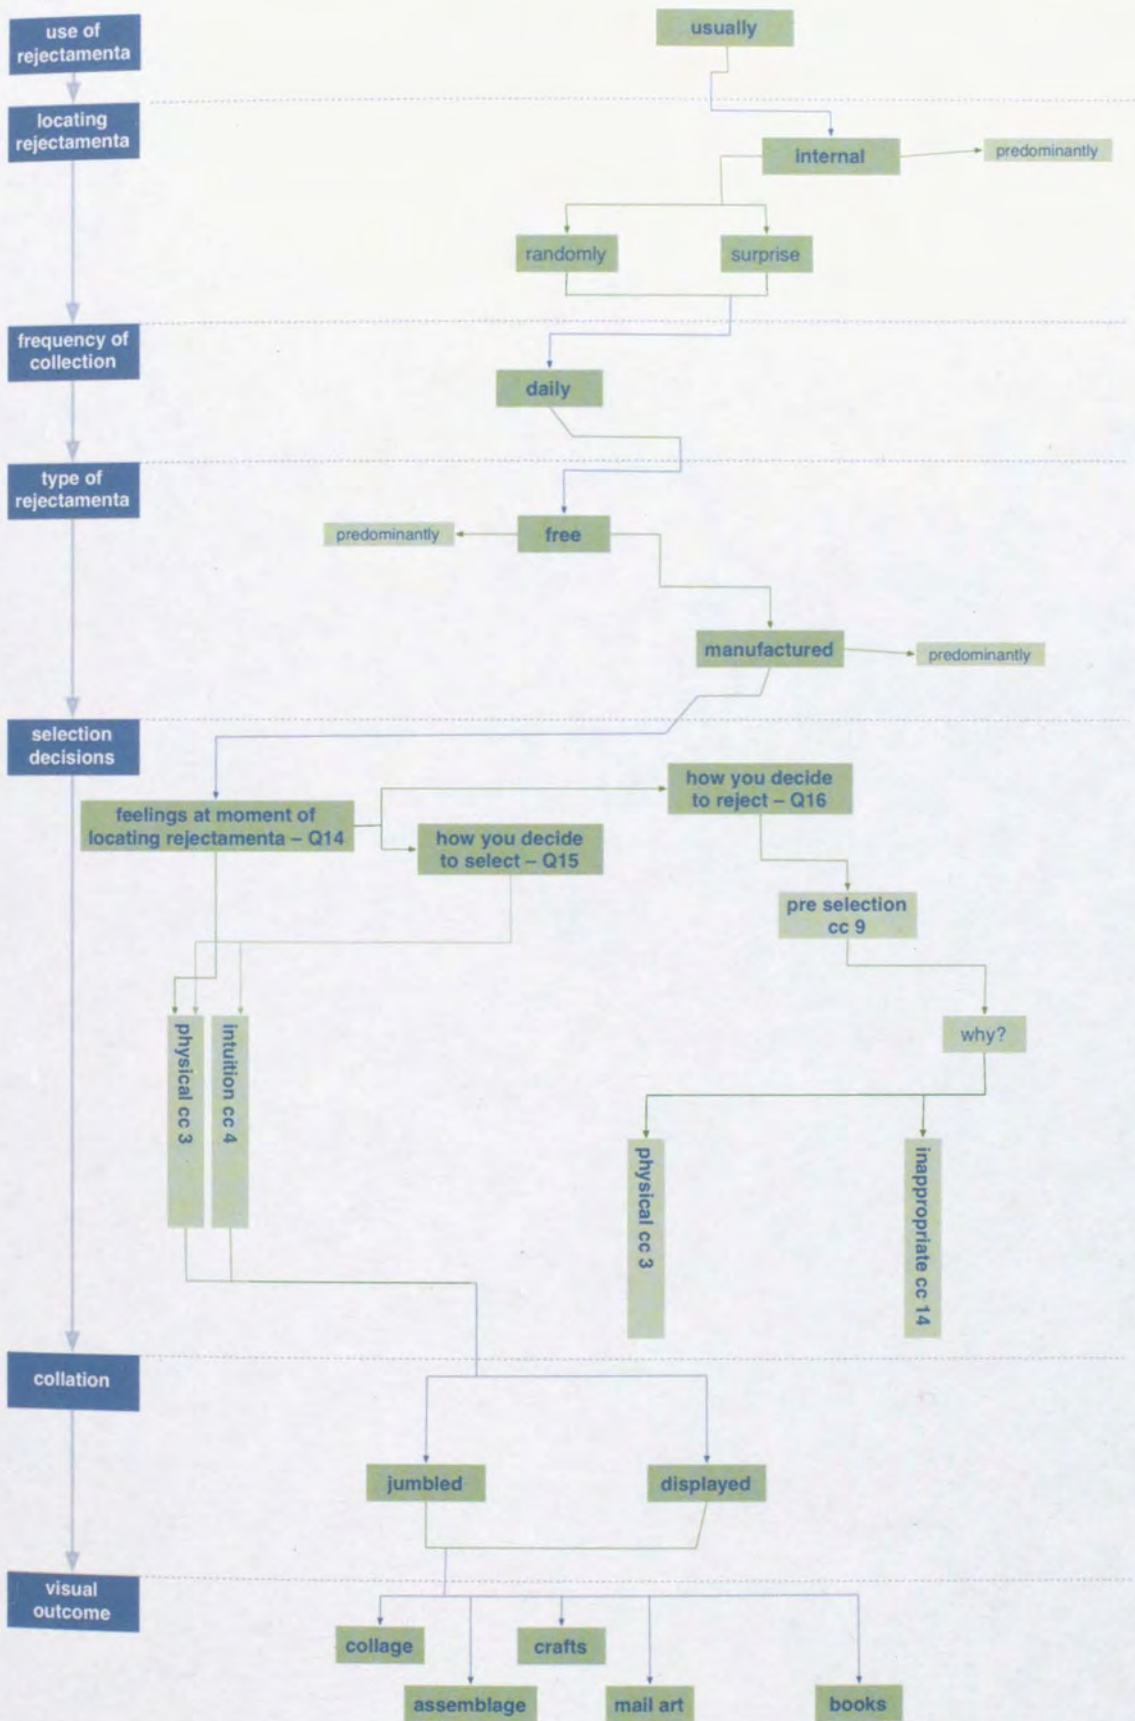 use of
rejectamenta
usually
locating
rejectamenta
internal
predominantly
randomly
surprise
frequency of
collection
daily
type of
rejectamenta
predominantly
free
manufactured
predominantly
selection
decisions
how you decide
to reject – Q16
feelings at moment of
locating rejectamenta – Q14
how you decide
to select – Q15
pre selection
cc 9
why?
physical cc 3
intuition cc 4
physical cc 3
inappropriate cc 14
collation
jumbled
displayed
visual
outcome
collage
crafts
assemblage
mail art
books